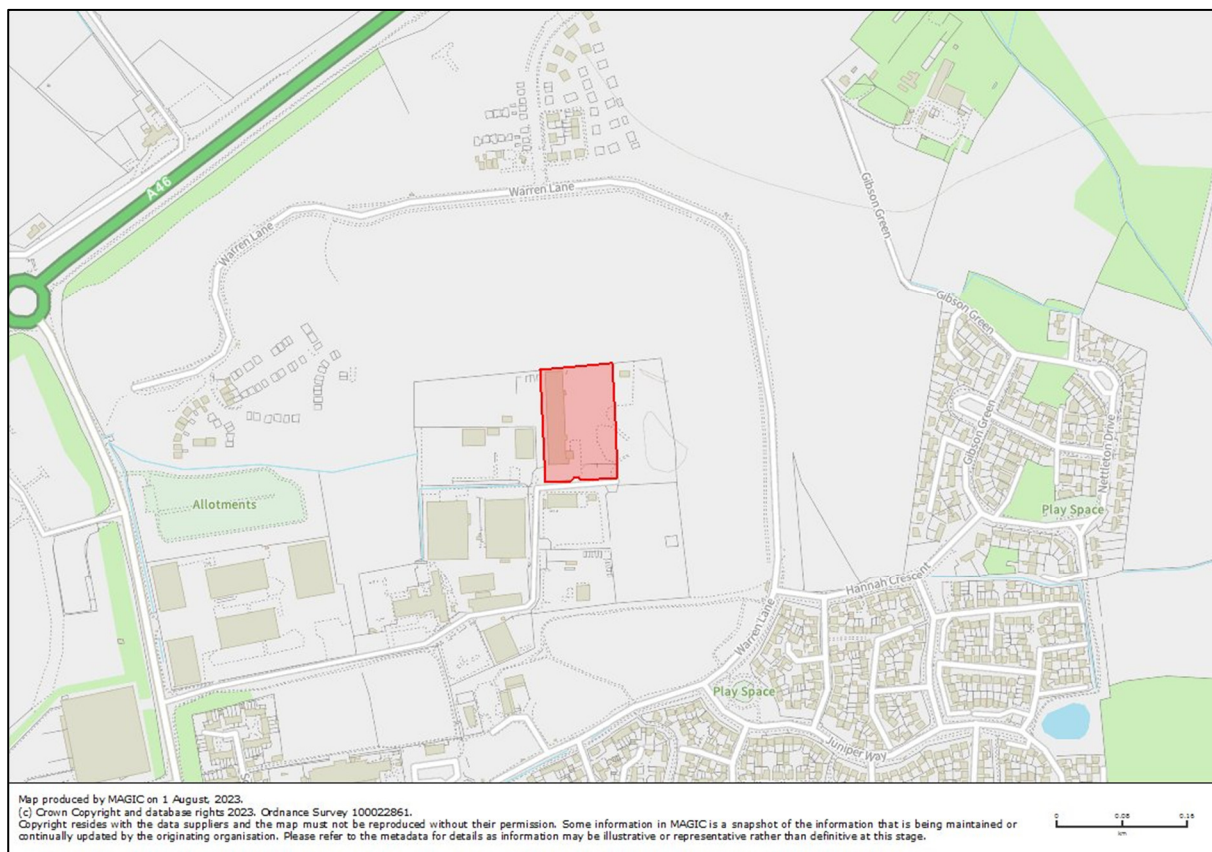 A46
Warren Lane
Warren Lane
Gibson Green
Gibson Green
Gibson Green
Nettleton Drive
Allotments
Play Space
Hannah Crescent
Warren Lane
Play Space
Juniper Way
Map produced by MAGIC on 1 August, 2023.
(c) Crown Copyright and database rights 2023. Ordnance Survey 100022861.
Copyright resides with the data suppliers and the map must not be reproduced without their permission. Some information in MAGIC is a snapshot of the information that is being maintained or
continually updated by the originating organisation. Please refer to the metadata for details as information may be illustrative or representative rather than definitive at this stage.
0 0.08 0.16
km